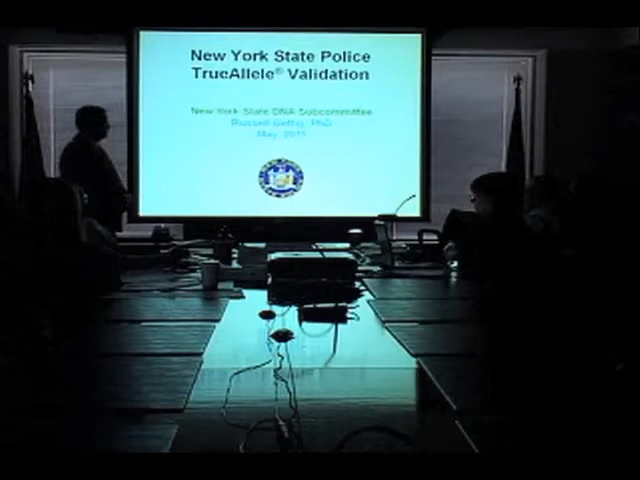 New York State Police
TrueAllele® Validation
New York State DNA Subcommittee
Russell Gettig, PhD
May, 2011